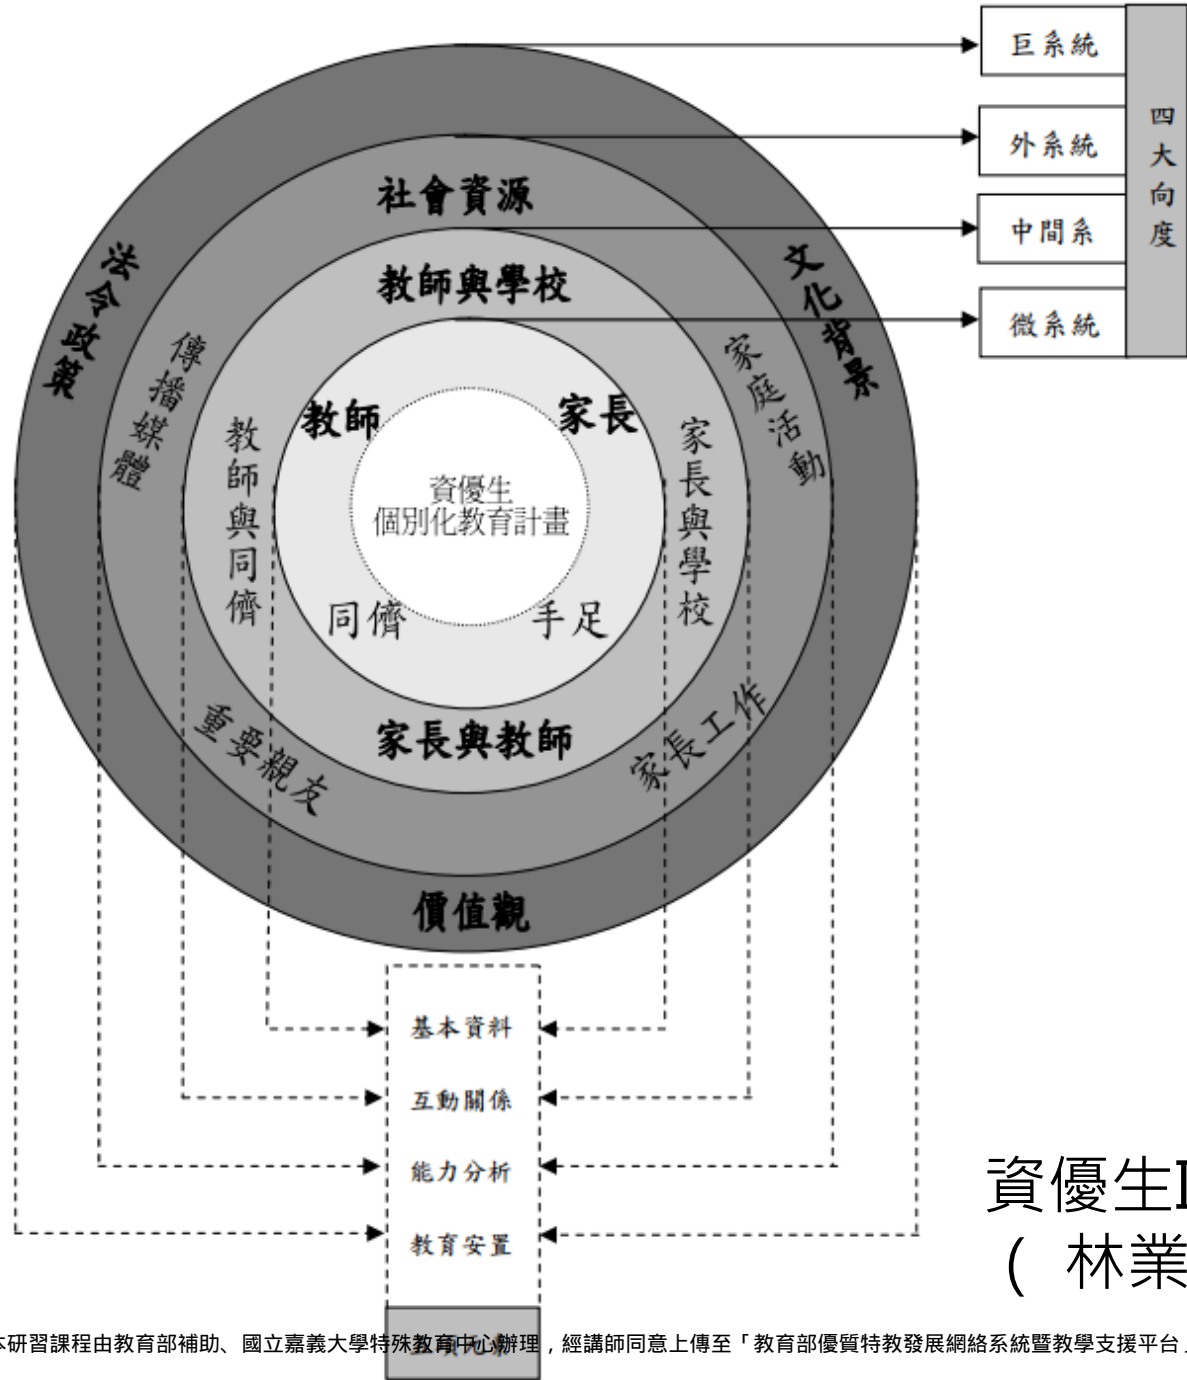 巨系統
外系統
中間系
微系統
四大向度
社會資源
教師與學校
法令政策
文化背景
傳播媒體
家庭活動
教師與同儕
家長與學校
教師
家長
資優生
個別化教育計畫
同儕
手足
家長與教師
重要親友
家長工作
價值觀
基本資料
互動關係
能力分析
教育安置
資優生I
( 林業
本研習課程由教育部補助、國立嘉義大學特殊教育中心辦理，經講師同意上傳至「教育部優質特教發展網絡系統暨教學支援平台」